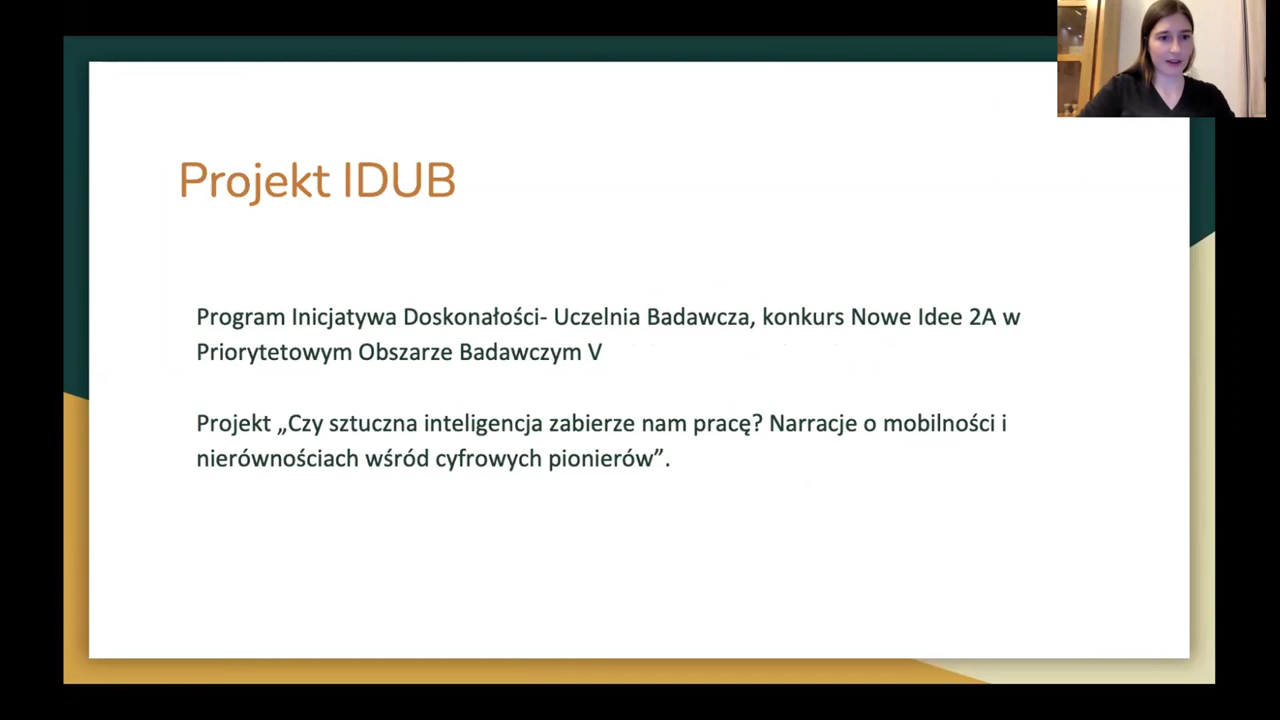 Projekt IDUB
Program Inicjatywa Doskonałości- Uczelnia Badawcza, konkurs Nowe Idee 2A w
Priorytetowym Obszarze Badawczym V
Projekt „Czy sztuczna inteligencja zabierze nam pracę? Narracje o mobilności i
nierównościach wśród cyfrowych pionierów”.